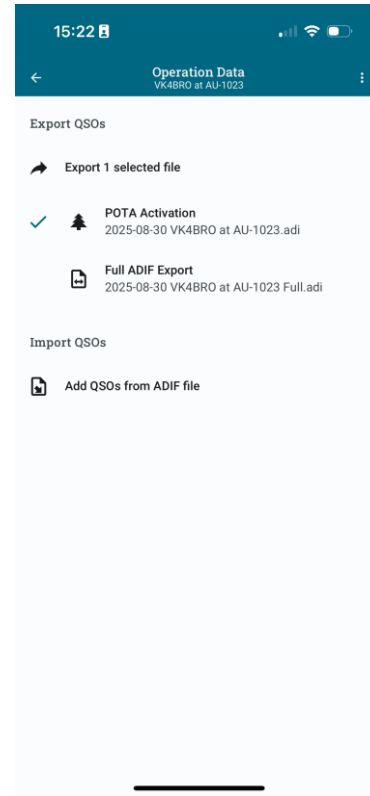 15:22
Operation Data
VK4BRO at AU-1023
Export QSOs
Export 1 selected file
POTA Activation
2025-08-30 VK4BRO at AU-1023.adi
Full ADIF Export
2025-08-30 VK4BRO at AU-1023 Full.adi
Import QSOs
Add QSOs from ADIF file